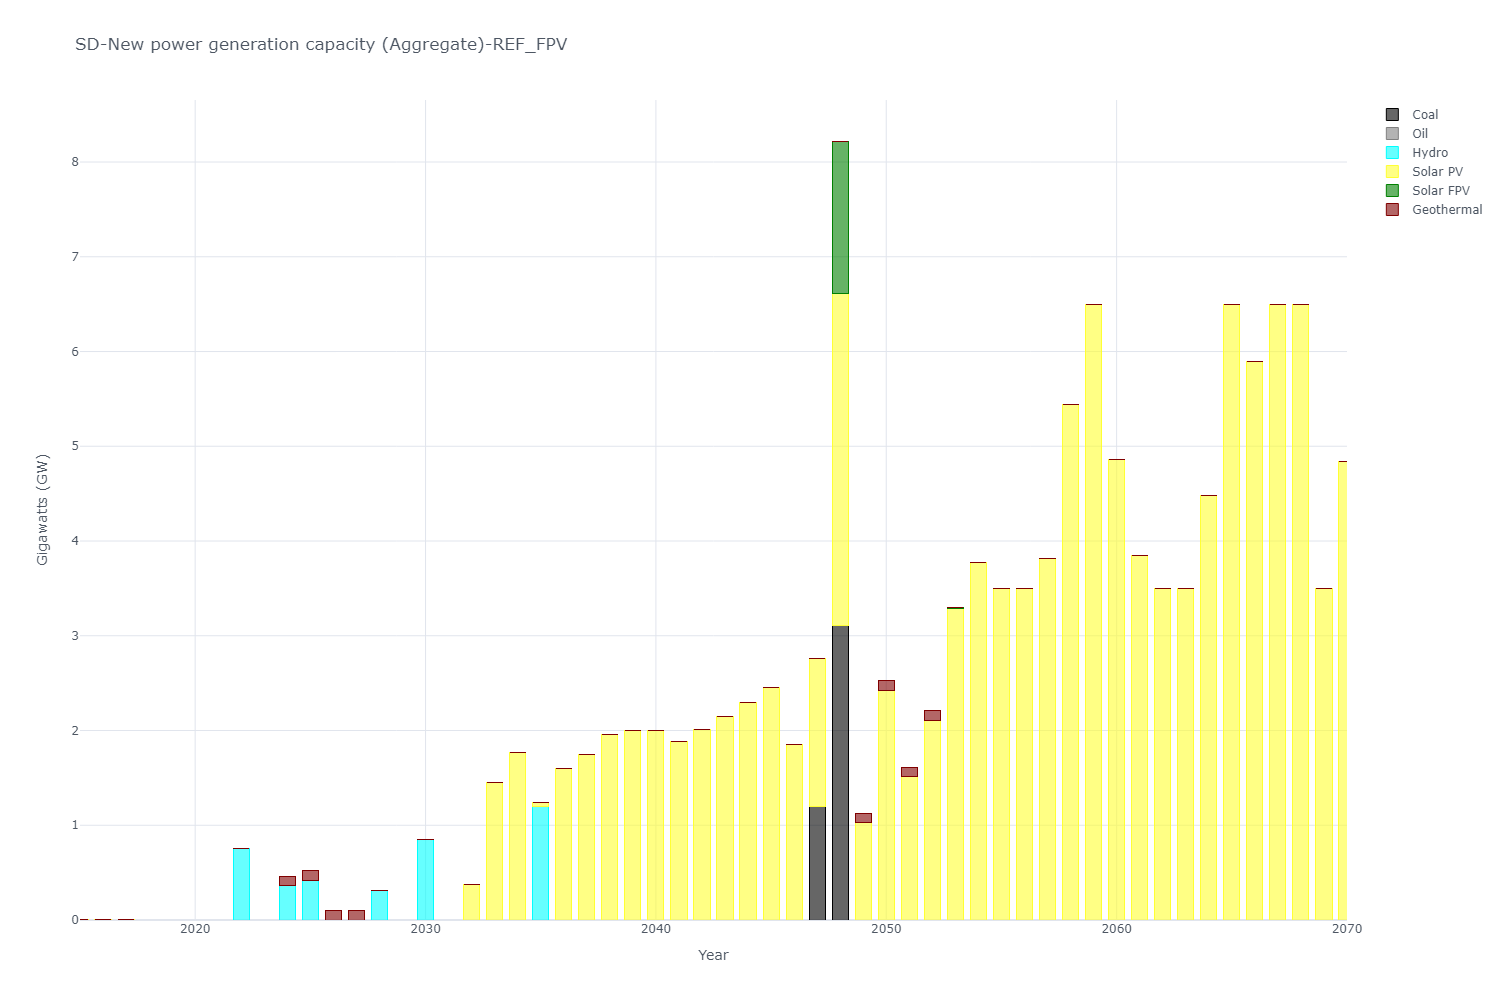 SD-New power generation capacity (Aggregate)-REF_FPV
Coal
Oil
Hydro
Solar PV
Solar FPV
Geothermal
8
7
6
5
4
3
2
1
0
Gigawatts (GW)
2020
2030
2040
2050
2060
2070
Year